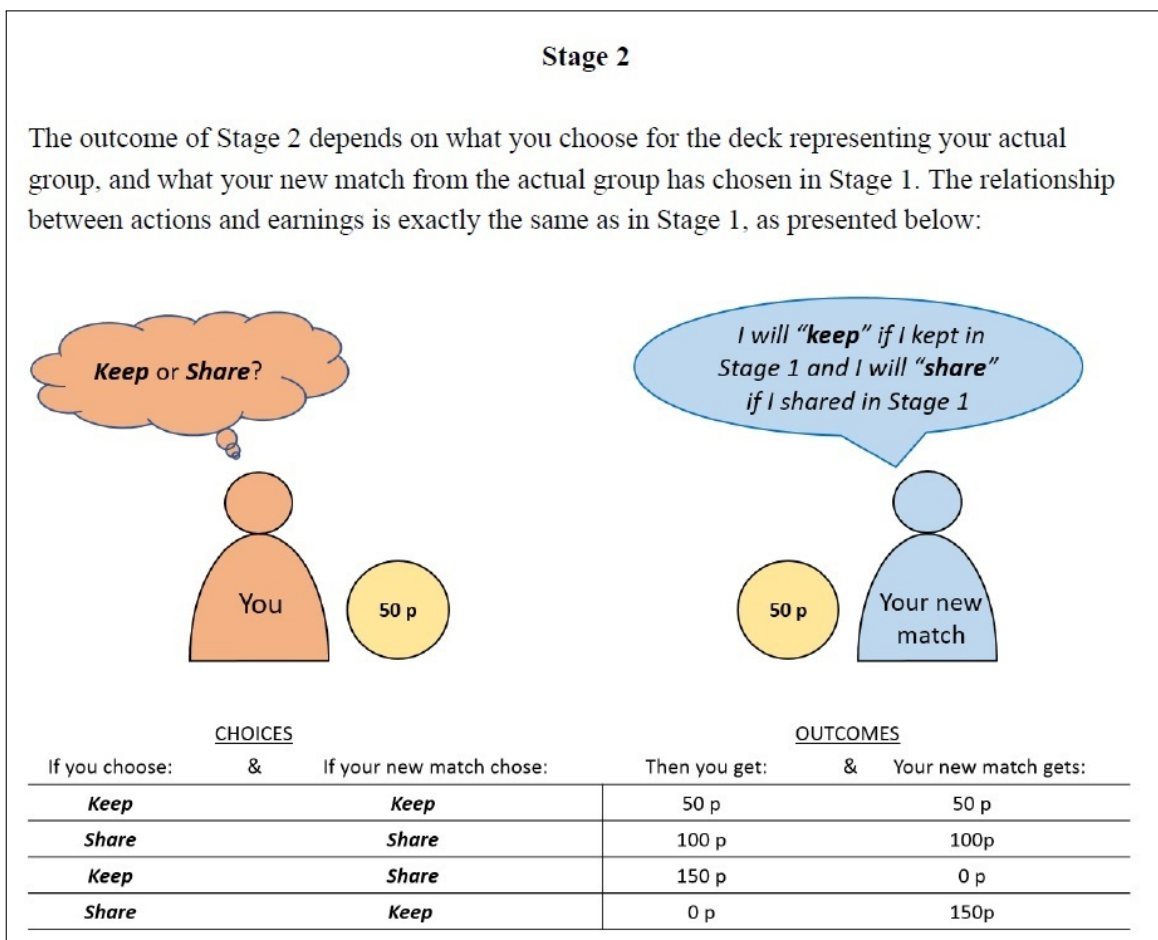 Stage 2
The outcome of Stage 2 depends on what you choose for the deck representing your actual
group, and what your new match from the actual group has chosen in Stage 1. The relationship
between actions and earnings is exactly the same as in Stage 1, as presented below:
Keep or Share?
I will “keep” if I kept in
Stage 1 and I will “share”
if I shared in Stage 1
You
50 p
50 p
Your new
match
CHOICES
OUTCOMES
If you choose: & If your new match chose: Then you get: & Your new match gets:
Keep Keep 50 p 50 p
Share Share 100 p 100p
Keep Share 150 p 0 p
Share Keep 0 p 150p